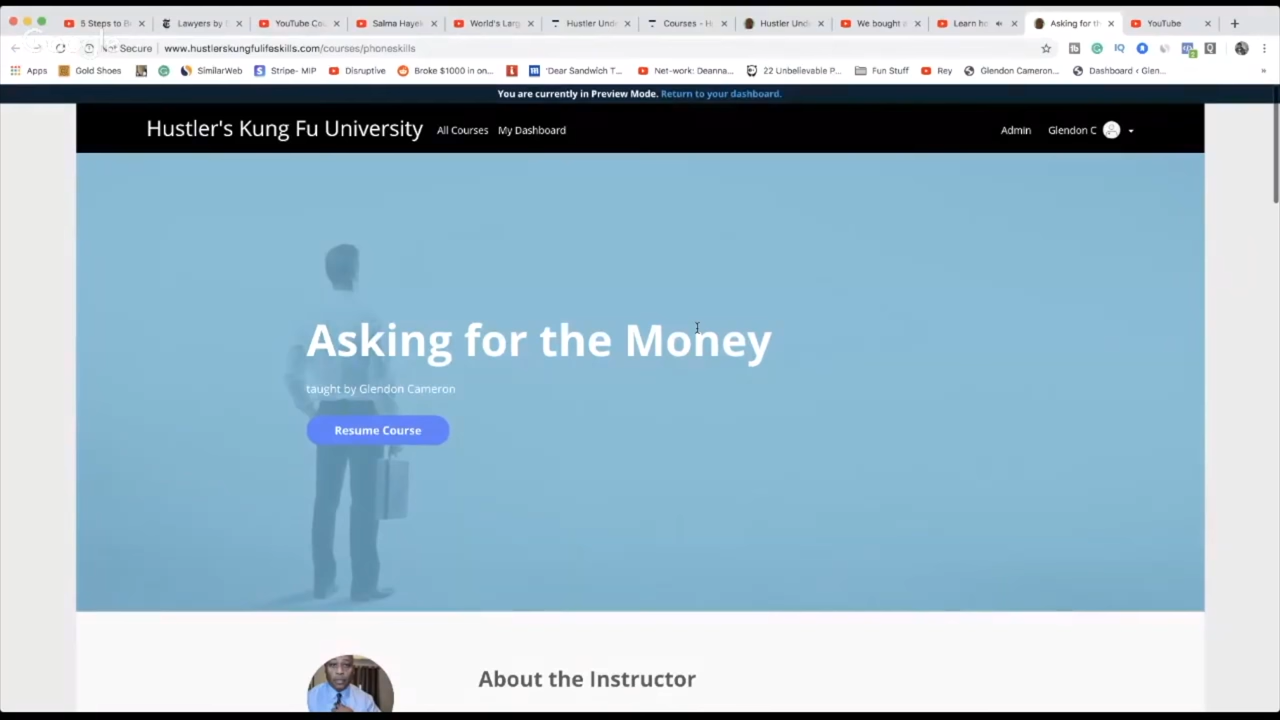 5 Steps to B
Lawyers by
YouTube Co
Salma Hayek
World's Larg
Hustler Und
Courses - H
Hustler Und
We bought
Learn h
Asking for th
YouTube
Not Secure
www.hustlerskungfulifeskills.com/courses/phoneskills
Apps
Gold Shoes
SimilarWeb
Stripe- MIP
Disruptive
Broke $1000 in on...
'Dear Sandwich T...
Net-work: Deanna...
22 Unbelievable P...
Fun Stuff
Rey
Glendon Cameron...
Dashboard ‹ Glen...
You are currently in Preview Mode. Return to your dashboard.
Hustler's Kung Fu University
All Courses
My Dashboard
Admin
Glendon C
Asking for the Money
taught by Glendon Cameron
Resume Course
About the Instructor